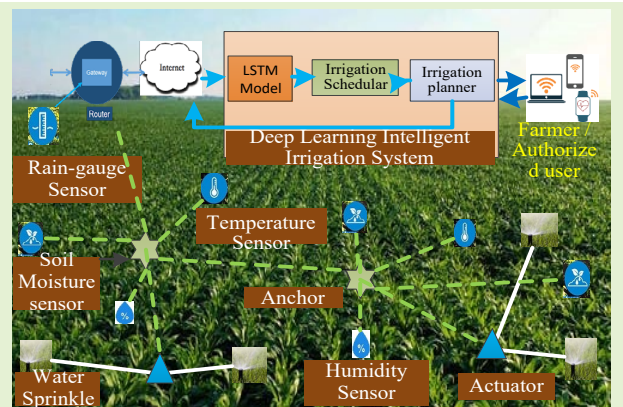 Gateway
Router
Internet
LSTM
Model
Irrigation
Schedular
Irrigation
planner
Deep Learning Intelligent
Irrigation System
Farmer /
Authorize
d user
Rain-gauge
Sensor
Temperature
Sensor
Soil
Moisture
sensor
Anchor
%
%
Water
Sprinkle
Humidity
Sensor
Actuator